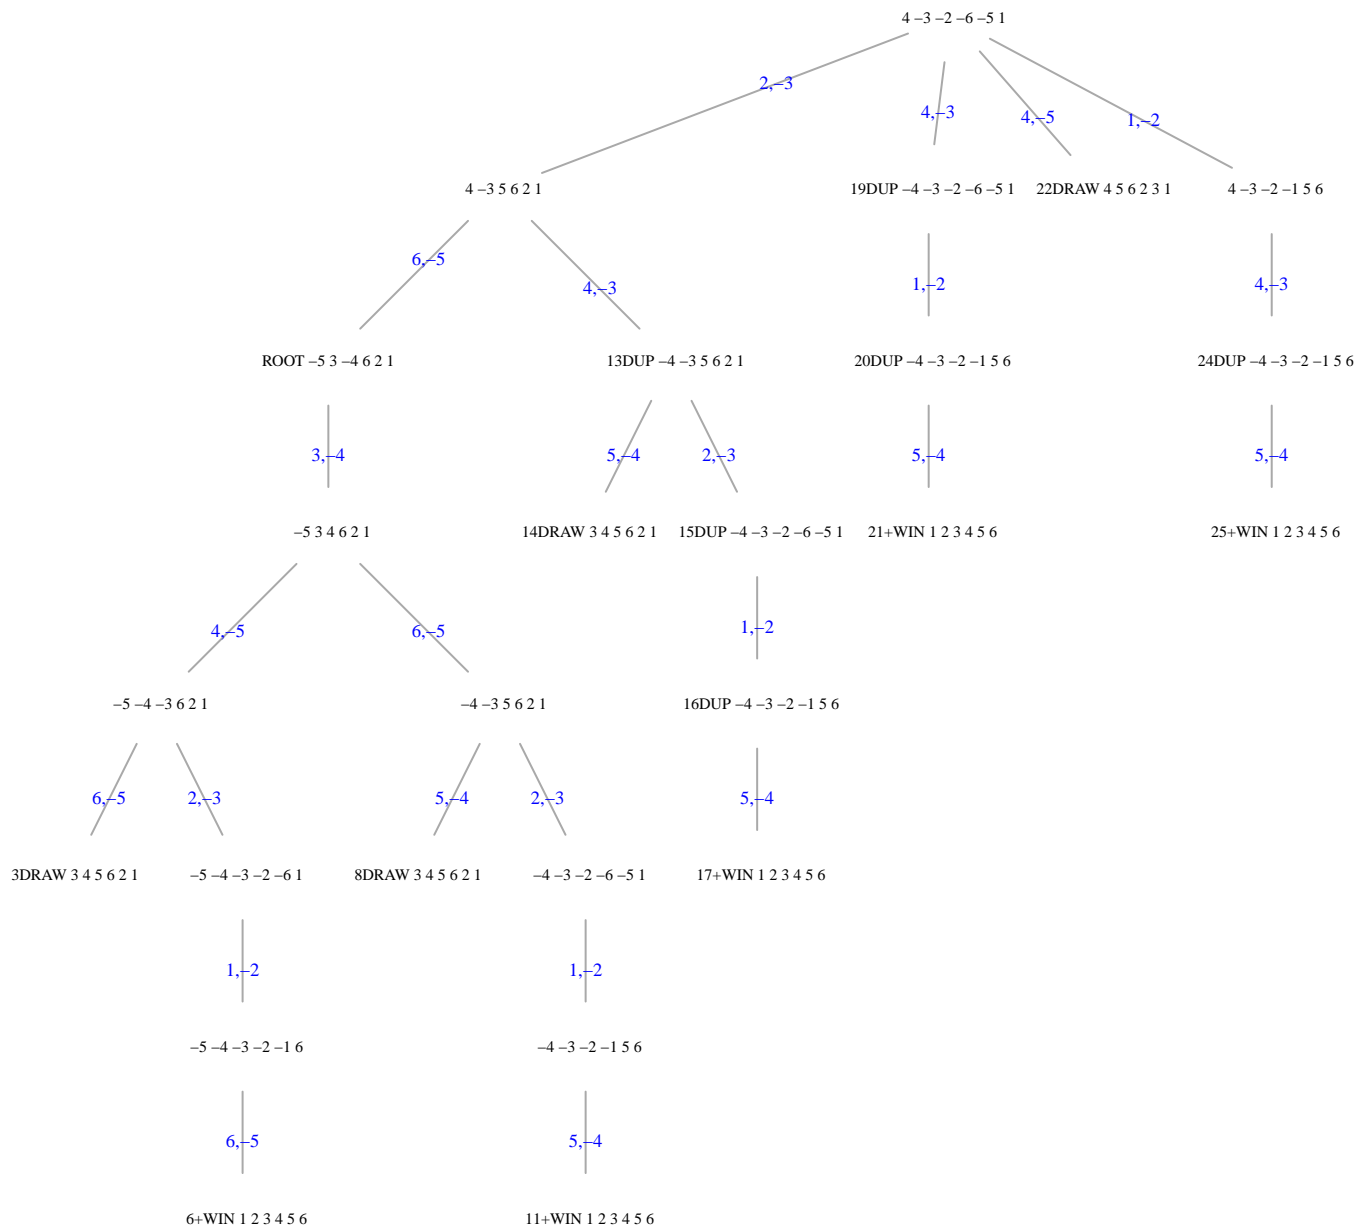 4 –3 –2 –6 –5 1
2,–3
4,–3
4,–5
1,–2
4 –3 5 6 2 1
19DUP –4 –3 –2 –6 –5 1
22DRAW 4 5 6 2 3 1
4 –3 –2 –1 5 6
6,–5
4,–3
1,–2
4,–3
ROOT –5 3 –4 6 2 1
13DUP –4 –3 5 6 2 1
20DUP –4 –3 –2 –1 5 6
24DUP –4 –3 –2 –1 5 6
3,–4
5,–4
2,–3
5,–4
5,–4
–5 3 4 6 2 1
14DRAW 3 4 5 6 2 1
15DUP –4 –3 –2 –6 –5 1
21+WIN 1 2 3 4 5 6
25+WIN 1 2 3 4 5 6
4,–5
6,–5
1,–2
–5 –4 –3 6 2 1
–4 –3 5 6 2 1
16DUP –4 –3 –2 –1 5 6
6,–5
2,–3
5,–4
2,–3
5,–4
3DRAW 3 4 5 6 2 1
–5 –4 –3 –2 –6 1
8DRAW 3 4 5 6 2 1
–4 –3 –2 –6 –5 1
17+WIN 1 2 3 4 5 6
1,–2
1,–2
–5 –4 –3 –2 –1 6
–4 –3 –2 –1 5 6
6,–5
5,–4
6+WIN 1 2 3 4 5 6
11+WIN 1 2 3 4 5 6